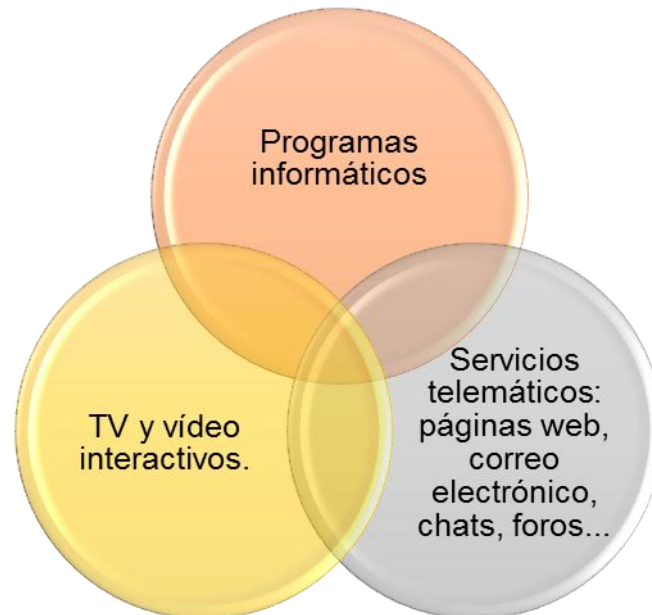 Programas
informáticos
TV y vídeo
interactivos.
Servicios
telemáticos:
páginas web,
correo
electrónico,
chats, foros...